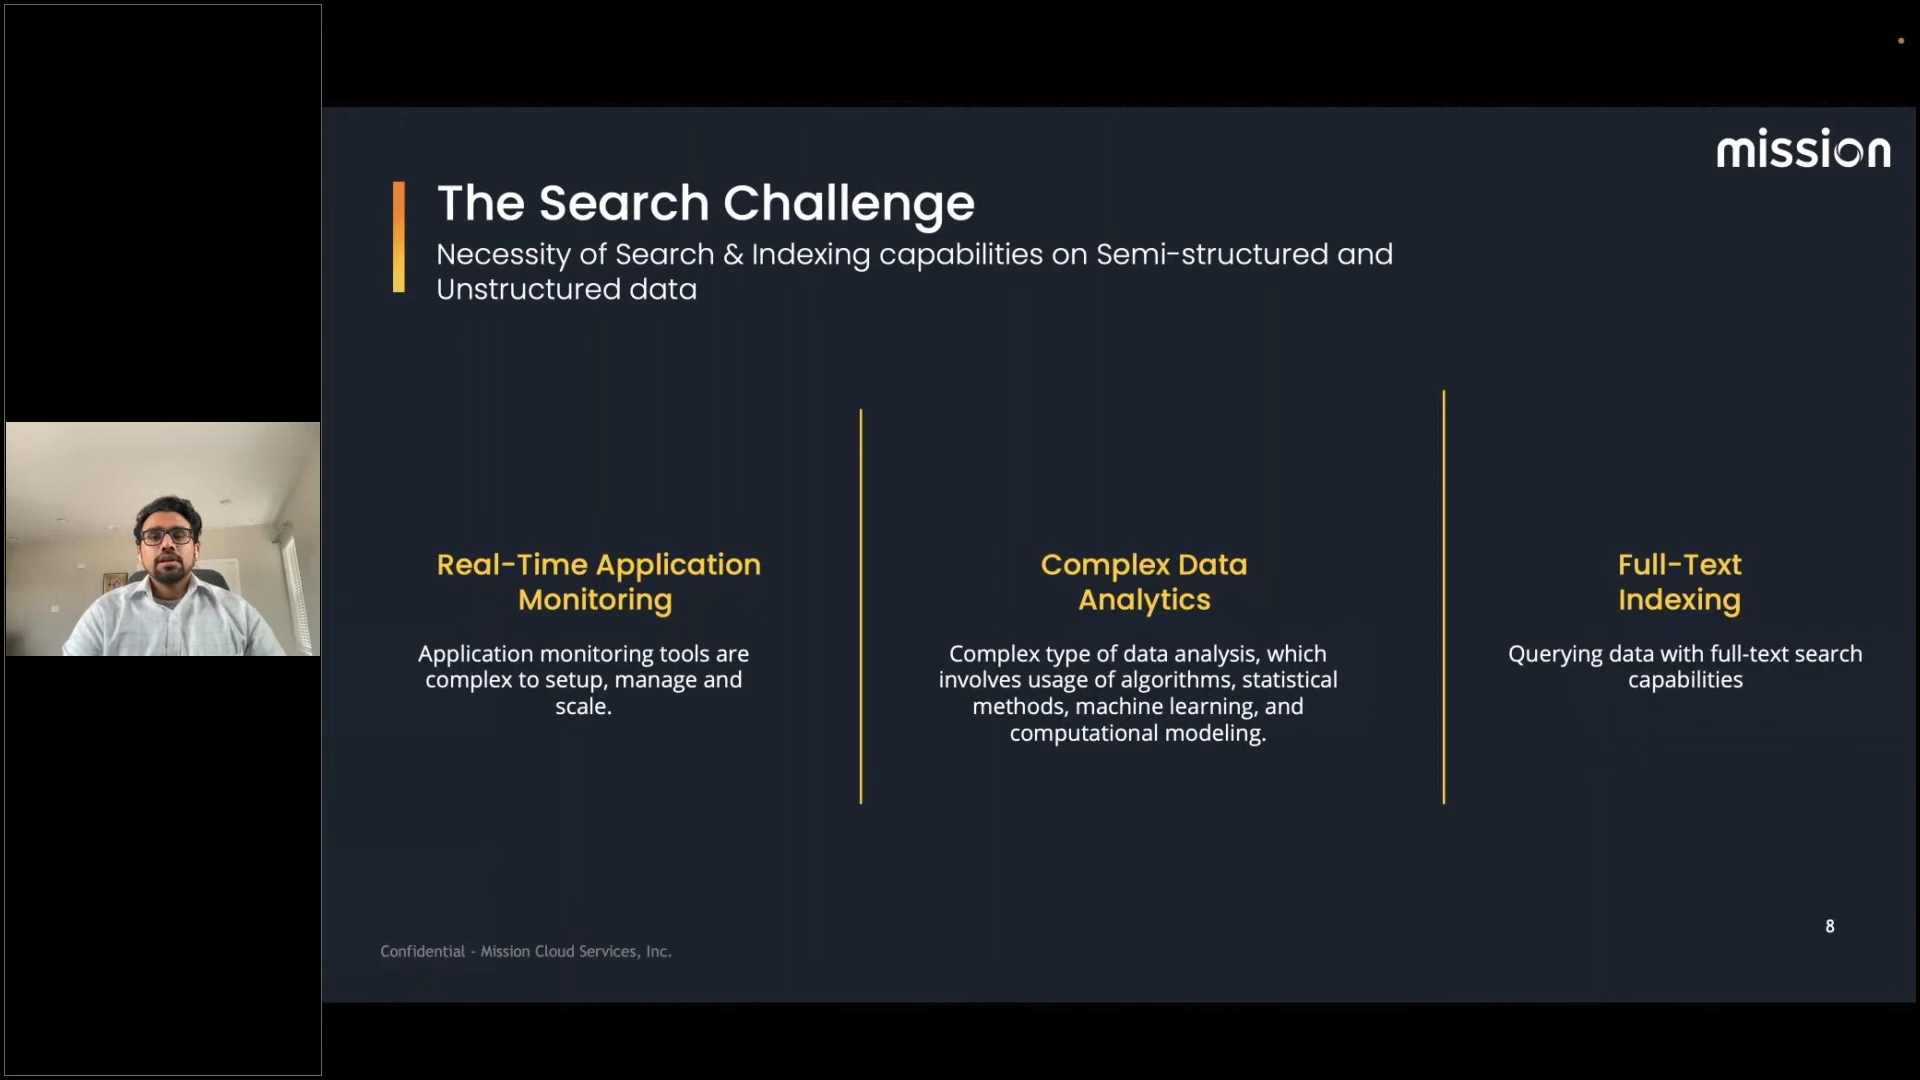 mission
The Search Challenge
Necessity of Search & Indexing capabilities on Semi-structured and
Unstructured data
Real-Time Application
Monitoring
Application monitoring tools are
complex to setup, manage and
scale.
Complex Data
Analytics
Complex type of data analysis, which
involves usage of algorithms, statistical
methods, machine learning, and
computational modeling.
Full-Text
Indexing
Querying data with full-text search
capabilities
8
Confidential - Mission Cloud Services, Inc.